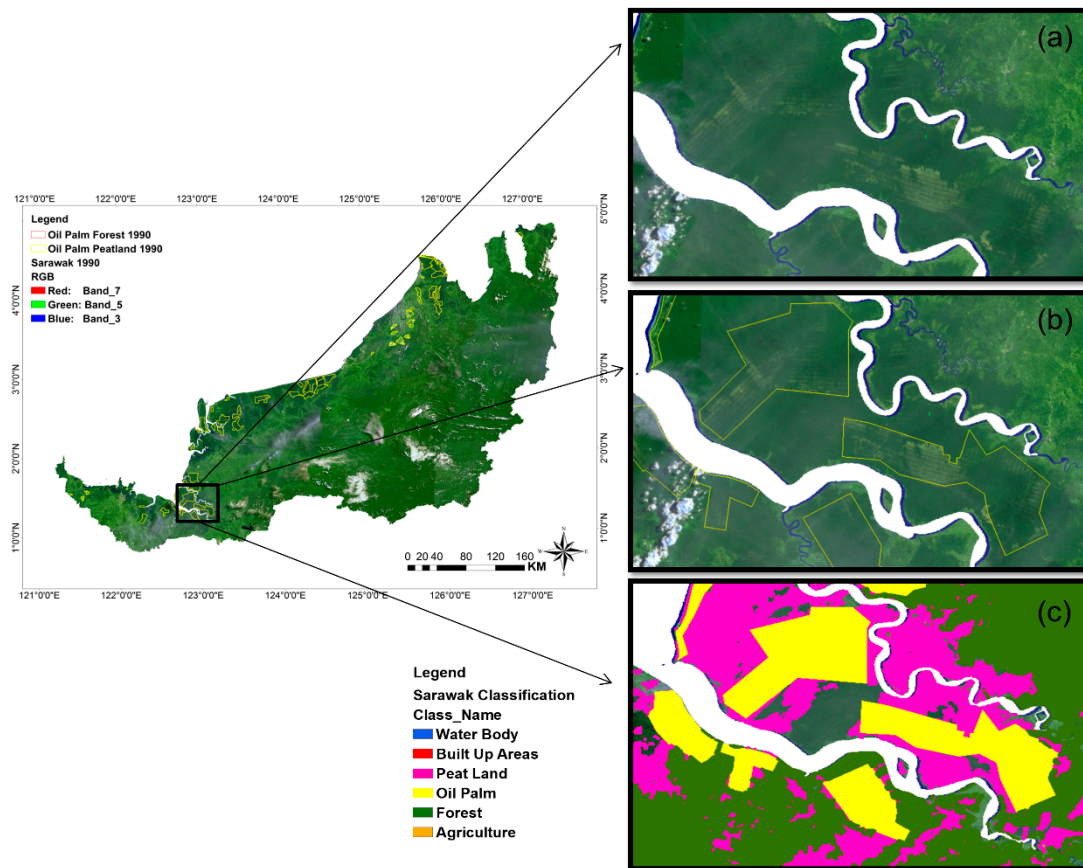 (a)
121°0'0"E 122°0'0"E 123°0'0"E 124°0'0"E 125°0'0"E 126°0'0"E 127°0'0"E
5°0'0"N
Legend
Oil Palm Forest 1990
Oil Palm Peatland 1990
Sarawak 1990
RGB
Red: Band_7
Green: Band_5
Blue: Band_3
4°0'0"N
4°0'0"N
(b)
3°0'0"N
3°0'0"N
2°0'0"N
2°0'0"N
1°0'0"N
1°0'0"N
N
W E
S
0 20 40 80 120 160
KM
121°0'0"E 122°0'0"E 123°0'0"E 124°0'0"E 125°0'0"E 126°0'0"E 127°0'0"E
(c)
Legend
Sarawak Classification
Class_Name
Water Body
Built Up Areas
Peat Land
Oil Palm
Forest
Agriculture